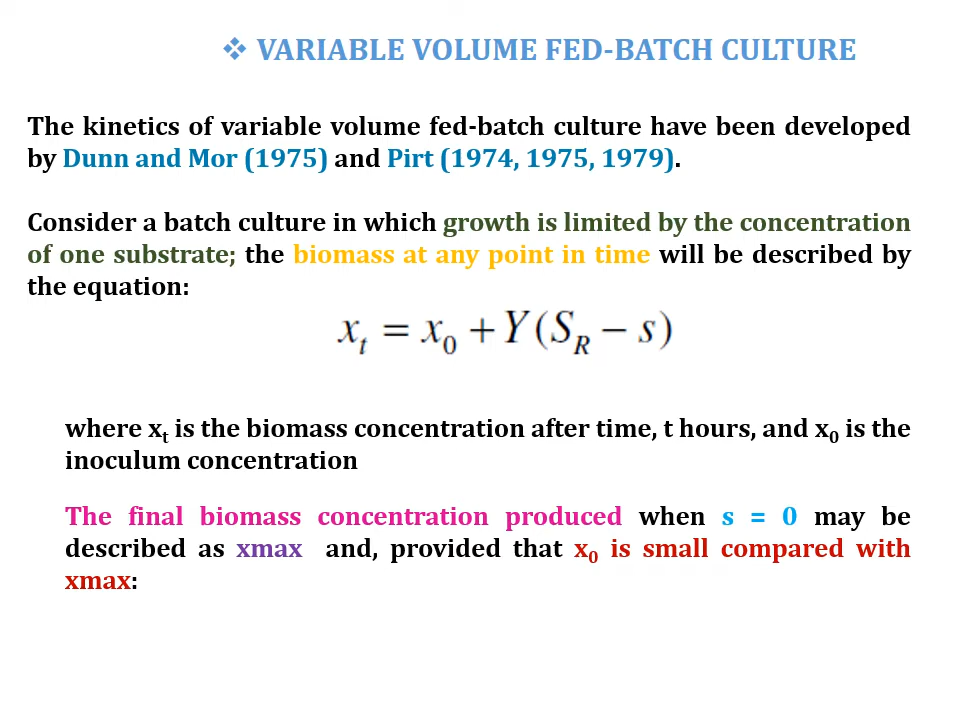 ❖ VARIABLE VOLUME FED-BATCH CULTURE
The kinetics of variable volume fed-batch culture have been developed
by Dunn and Mor (1975) and Pirt (1974, 1975, 1979).
Consider a batch culture in which growth is limited by the concentration
of one substrate; the biomass at any point in time will be described by
the equation:
xₜ = x₀ + Y(S_R − s)
where xₜ is the biomass concentration after time, t hours, and x₀ is the
inoculum concentration
The final biomass concentration produced when s = 0 may be
described as xmax and, provided that x₀ is small compared with
xmax: